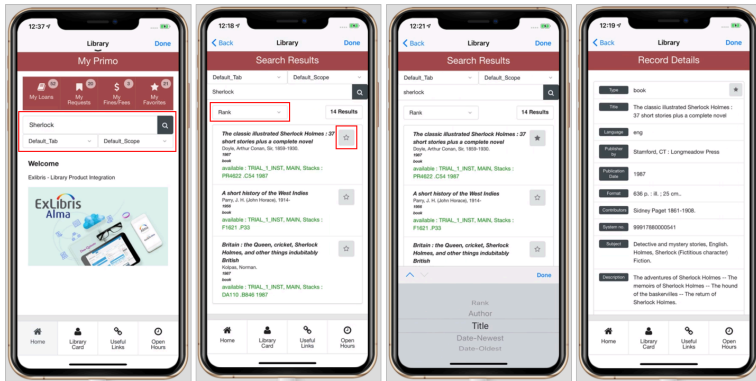 12:37
Library
Done
My Primo
My Loans
My Requests
Fines/Fees
My Favorites
Sherlock
Default_Tab
Default_Scope
Welcome
Exlibris - Library Product Integration
ExLibris
Alma
Home
Library Card
Useful Links
Open Hours
12:18
Back
Library
Done
Search Results
Default_Tab
Default_Scope
Sherlock
Rank
14 Results
The classic illustrated Sherlock Holmes : 37
short stories plus a complete novel
Doyle, Arthur Conan, Sir, 1859-1930.
1987
book
available : TRIAL_1_INST, MAIN, Stacks :
PR4622 .C54 1987
A short history of the West Indies
Parry, J. H. (John Horace), 1914-
book
available : TRIAL_1_INST, MAIN, Stacks :
F1621 .P33
Britain : the Queen, cricket, Sherlock
Holmes, and other things indubitably
British
Kolpas, Norman.
1987
book
available : TRIAL_1_INST, MAIN, Stacks :
DA110 .B646 1987
Home
Library Card
Useful Links
Open Hours
12:21
Back
Library
Done
Search Results
Default_Tab
Default_Scope
sherlock
Rank
14 Results
The classic illustrated Sherlock Holmes : 37
short stories plus a complete novel
Doyle, Arthur Conan, Sir, 1859-1930.
1987
book
available : TRIAL_1_INST, MAIN, Stacks :
PR4622 .C54 1987
A short history of the West Indies
Parry, J. H. (John Horace), 1914-
book
available : TRIAL_1_INST, MAIN, Stacks :
F1621 .P33
Britain : the Queen, cricket, Sherlock
Holmes, and other things indubitably
British
Done
Rank
Author
Title
Date-Newest
Date-Oldest
12:19
Back
Library
Done
Record Details
Type
book
Title
The classic illustrated Sherlock Holmes :
37 short stories plus a complete novel
Language
eng
Publisher by
Stamford, CT : Longmeadow Press
Publication Date
1987
Format
636 p. : ill. ; 25 cm..
Contributors
Sidney Paget 1861-1908.
System no.
99917880000541
Subject
Detective and mystery stories, English.
Holmes, Sherlock (Fictitious character)
Fiction.
Description
The adventures of Sherlock Holmes -- The
memoirs of Sherlock Holmes -- The hound
of the baskervilles -- The return of
Sherlock Holmes.
Home
Library Card
Useful Links
Open Hours